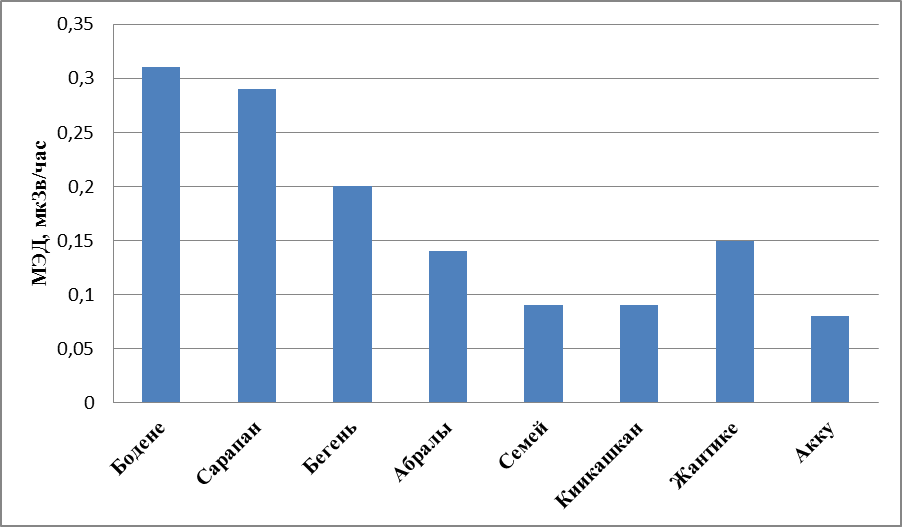 0,35
0,3
0,25
0,2
0,15
0,1
0,05
0
МЭД, мкЗв/час
Бодене
Сарапан
Бегень
Абралы
Семей
Киикашкан
Жантике
Акку